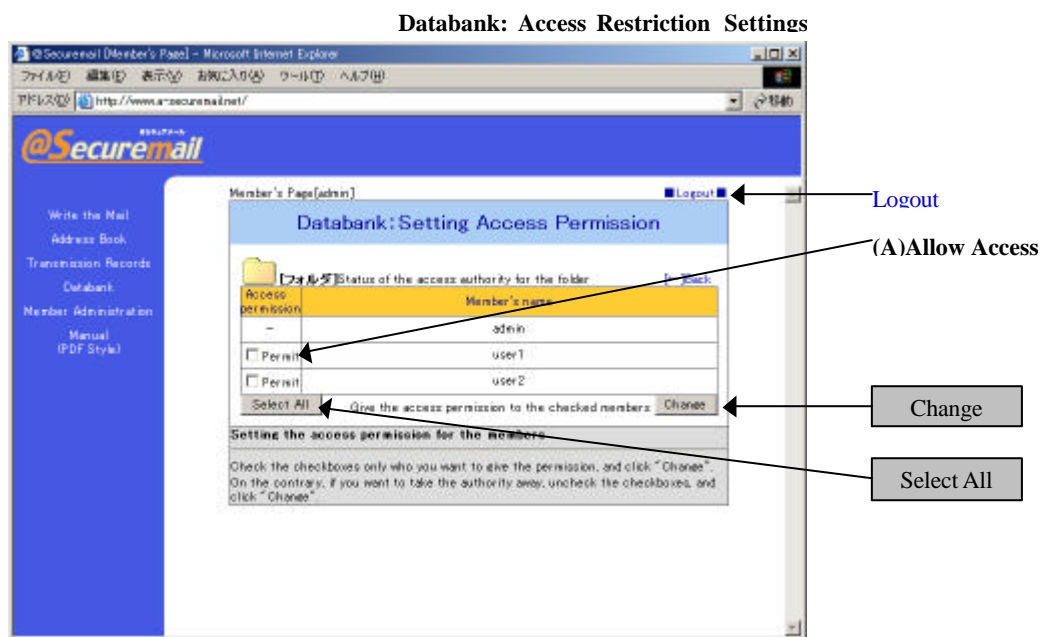 Databank: Access Restriction Settings
@Securemail [Member's Page] - Microsoft Internet Explorer
ファイル(F) 編集(E) 表示(V) お気に入り(A) ツール(T) ヘルプ(H)
アドレス(D) http://www.a-securemail.net/ 移動
@Securemail
Member's Page[admin] ■Logout■
Logout
Databank:Setting Access Permission
(A)Allow Access
Write the Mail
Address Book
Transmission Records
Databank
Member Administration
Manual
(PDF Style)
[フォルダ]Status of the access authority for the folder [←]Back
Access permission Member's name
- admin
Permit user1
Permit user2
Select All Give the access permission to the checked members Change
Change
Setting the access permission for the members
Check the checkboxes only who you want to give the permission, and click "Change".
On the contrary, if you want to take the authority away, uncheck the checkboxes, and
click "Change".
Select All